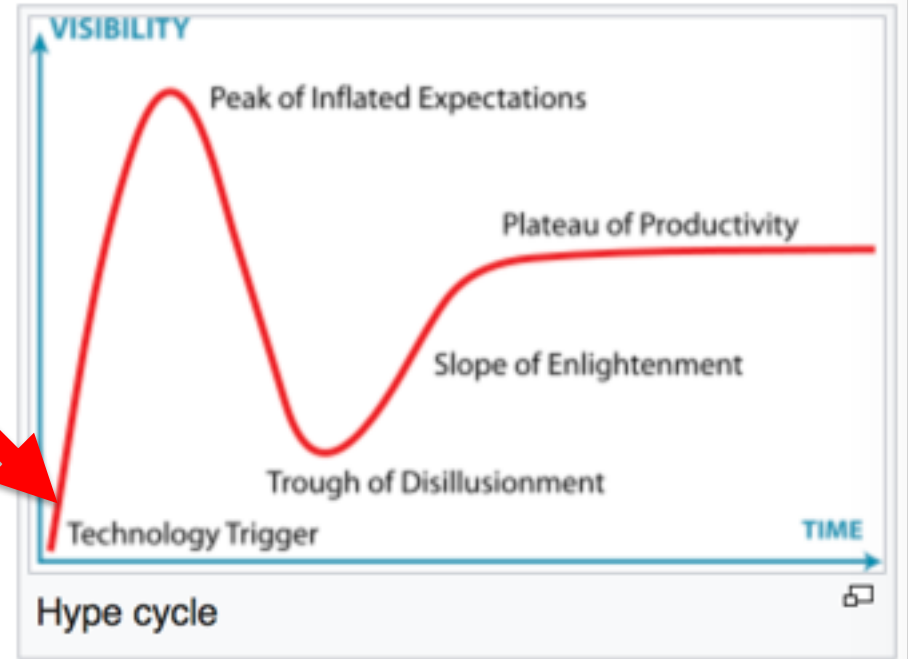 VISIBILITY
Peak of Inflated Expectations
Plateau of Productivity
Slope of Enlightenment
Trough of Disillusionment
Technology Trigger
TIME
Hype cycle